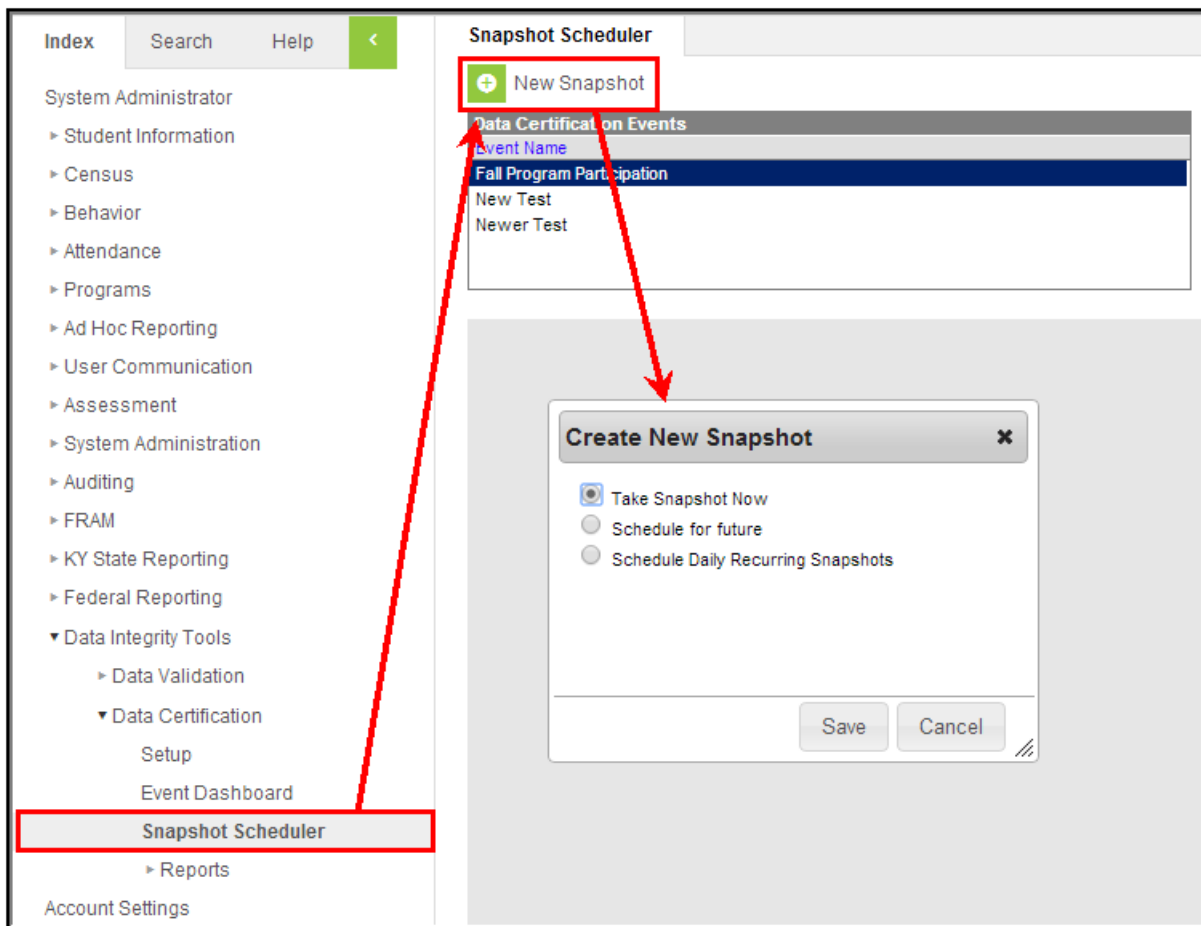 Index Search Help
System Administrator
Student Information
Census
Behavior
Attendance
Programs
Ad Hoc Reporting
User Communication
Assessment
System Administration
Auditing
FRAM
KY State Reporting
Federal Reporting
Data Integrity Tools
Data Validation
Data Certification
Setup
Event Dashboard
Snapshot Scheduler
Reports
Account Settings
Snapshot Scheduler
New Snapshot
Data Certification Events
Event Name
Fall Program Participation
New Test
Newer Test
Create New Snapshot
Take Snapshot Now
Schedule for future
Schedule Daily Recurring Snapshots
Save Cancel